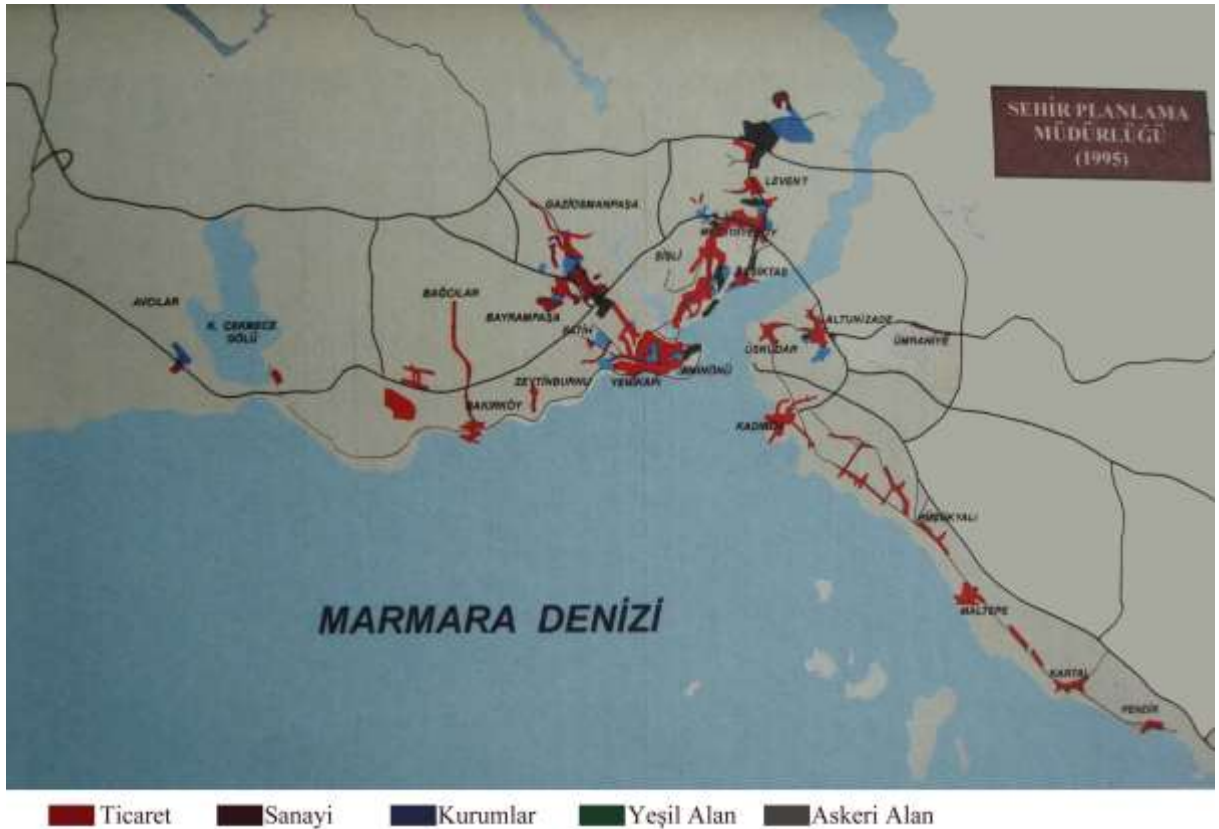 SEHİR PLANLAMA
MÜDÜRLÜĞÜ
(1995)
LEVENT
GAZİOSMANPAŞA
ŞİŞLİ
BEŞİKTAŞ
AVCILAR
K. ÇEKMECE
GÖLÜ
BAĞCILAR
BAYRAMPAŞA
FATİH
ALTUNİZADE
ÜSKÜDAR
ÜMRANİYE
EMİNÖNÜ
ZEYTİNBURNU
YENİKAPI
BAKIRKÖY
KADIKÖY
KÜÇÜKYALI
MARMARA DENİZİ
MALTEPE
KARTAL
PENDİK
Ticaret Sanayi Kurumlar Yeşil Alan Askeri Alan